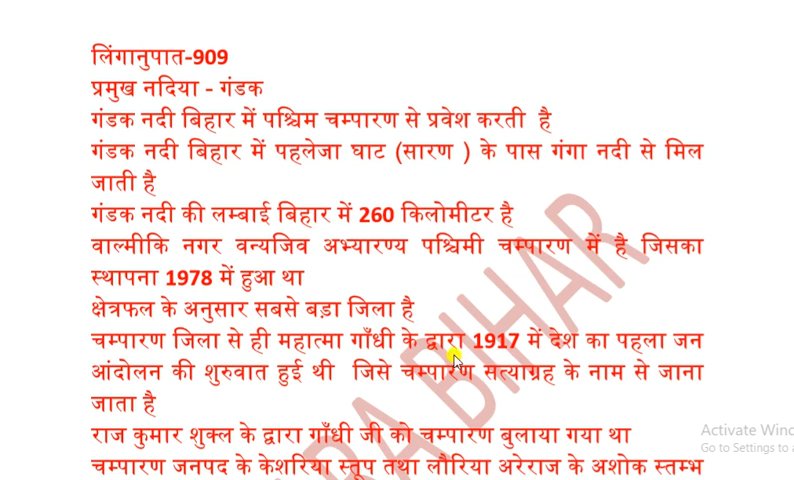 लिंगानुपात-909
प्रमुख नदिया - गंडक
गंडक नदी बिहार में पश्चिम चम्पारण से प्रवेश करती है
गंडक नदी बिहार में पहलेजा घाट (सारण ) के पास गंगा नदी से मिल
जाती है
गंडक नदी की लम्बाई बिहार में 260 किलोमीटर है
वाल्मीकि नगर वन्यजिव अभ्यारण्य पश्चिमी चम्पारण में है जिसका
स्थापना 1978 में हुआ था
क्षेत्रफल के अनुसार सबसे बड़ा जिला है
चम्पारण जिला से ही महात्मा गाँधी के द्वारा 1917 में देश का पहला जन
आंदोलन की शुरुवात हुई थी जिसे चम्पारण सत्याग्रह के नाम से जाना
जाता है
राज कुमार शुक्ल के द्वारा गाँधी जी को चम्पारण बुलाया गया था
चम्पारण जनपद के केशरिया स्तूप तथा लौरिया अरेराज के अशोक स्तम्भ
RA BIHAR
Activate Wind
Go to Settings to a